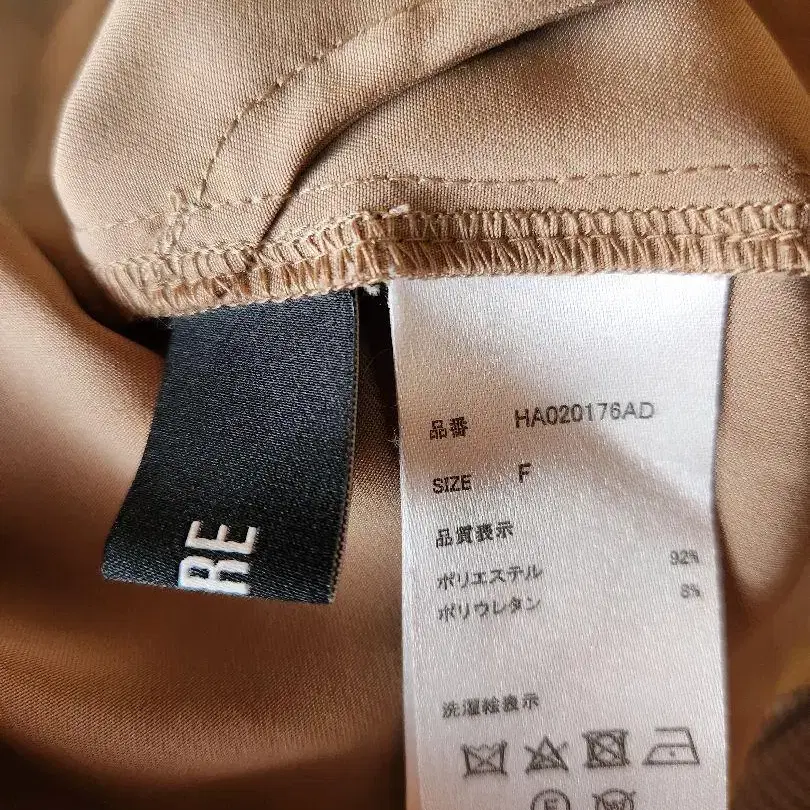 RE
品番 HA020176AD
SIZE F
品質表示
ポリエステル 92%
ポリウレタン 8%
洗濯絵表示
F